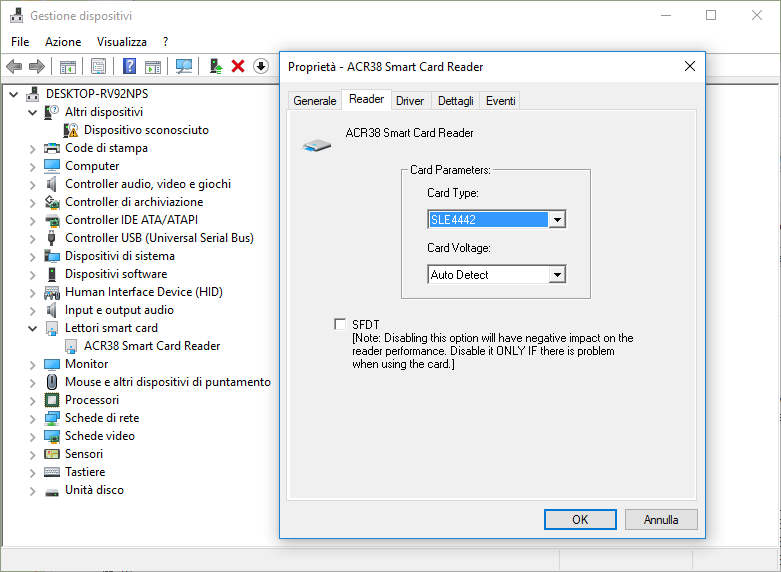 Gestione dispositivi
File Azione Visualizza ?
DESKTOP-RV92NPS
Altri dispositivi
Dispositivo sconosciuto
Code di stampa
Computer
Controller audio, video e giochi
Controller di archiviazione
Controller IDE ATA/ATAPI
Controller USB (Universal Serial Bus)
Dispositivi di sistema
Dispositivi software
Human Interface Device (HID)
Input e output audio
Lettori smart card
ACR38 Smart Card Reader
Monitor
Mouse e altri dispositivi di puntamento
Processori
Schede di rete
Schede video
Sensori
Tastiere
Unità disco
Proprietà - ACR38 Smart Card Reader
Generale Reader Driver Dettagli Eventi
ACR38 Smart Card Reader
Card Parameters:
Card Type:
SLE4442
Card Voltage:
Auto Detect
SFDT
[Note: Disabling this option will have negative impact on the
reader performance. Disable it ONLY IF there is problem
when using the card.]
OK Annulla